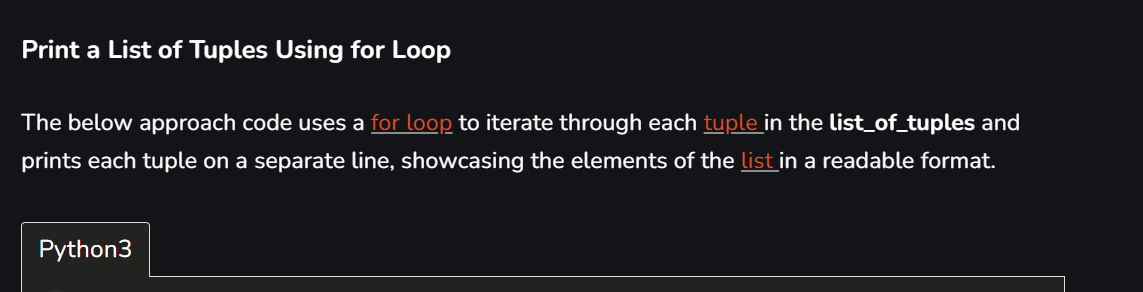 Print a List of Tuples Using for Loop
The below approach code uses a for loop to iterate through each tuple in the list_of_tuples and
prints each tuple on a separate line, showcasing the elements of the list in a readable format.
Python3